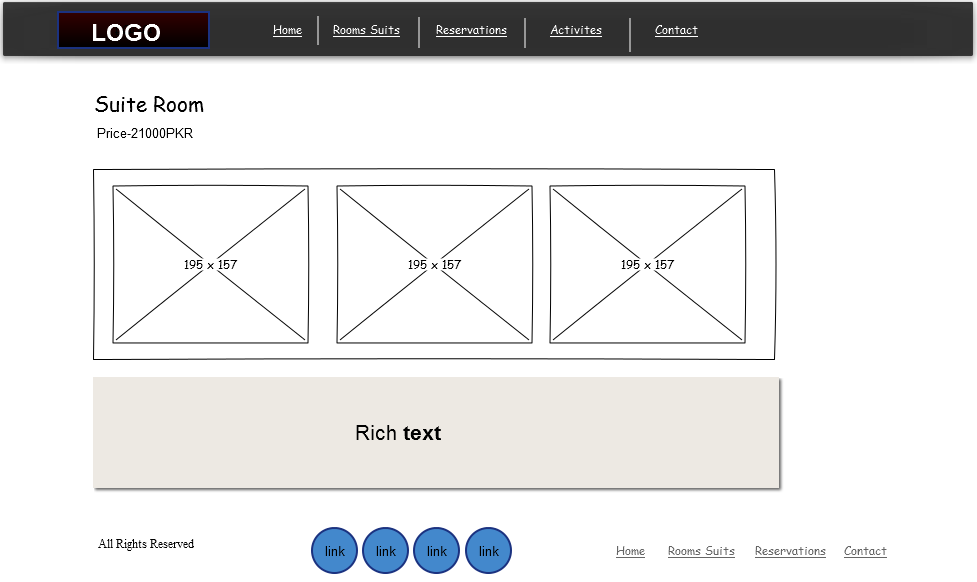 LOGO Home Rooms Suits Reservations Activites Contact
Suite Room
Price-21000PKR
195 x 157 195 x 157 195 x 157
Rich text
All Rights Reserved link link link link Home Rooms Suits Reservations Contact